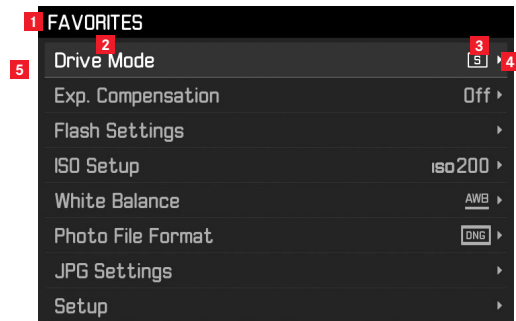 1 FAVORITES
2 3
Drive Mode S 4
5
Exp. Compensation Off
Flash Settings
ISO Setup ISO200
White Balance AWB
Photo File Format DNG
JPG Settings
Setup